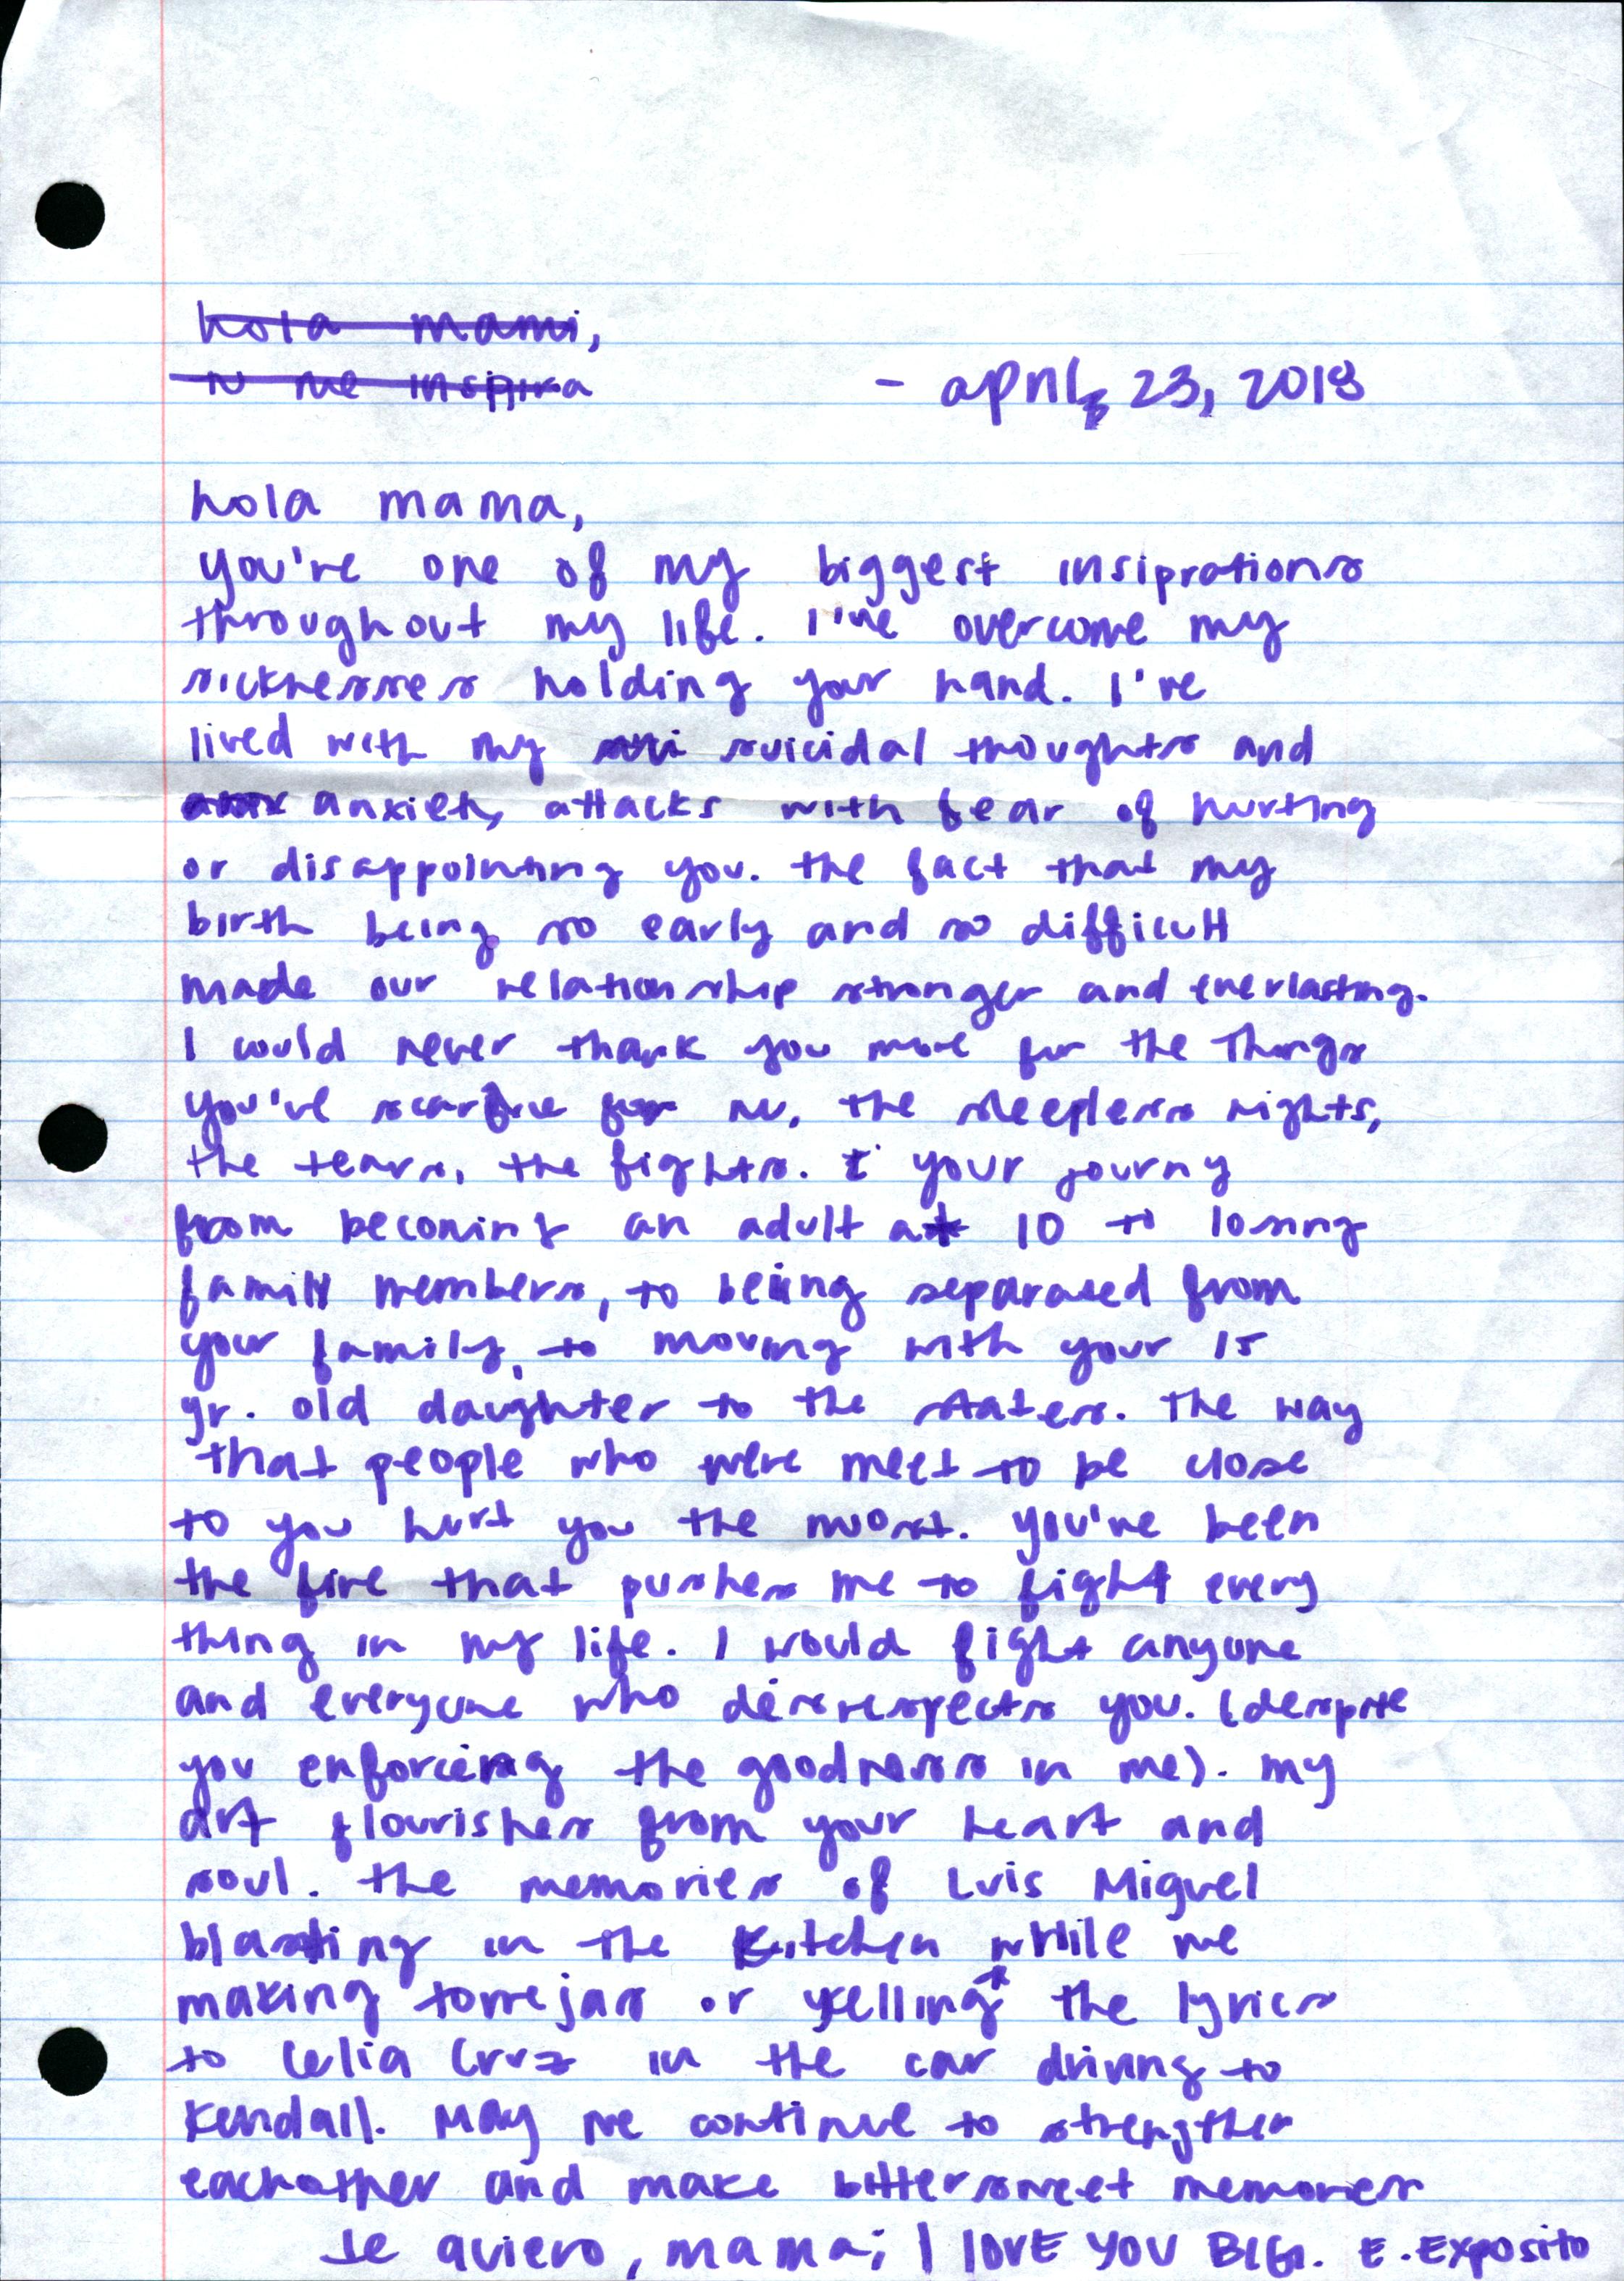 hola mami,
tu me inspira
- april 23, 2018
hola mama,
you're one of my biggest insiprations
throughout my life. I've overcome my
sicknesses holding your hand. I've
lived with my sui suicidal thoughts and
anx anxiety attacks with fear of hurting
or disappointing you. the fact that my
birth being so early and so difficult
made our relationship stronger and everlasting.
I would never thank you more for the things
you've for me, the sleepless nights,
the tears, the fights. your journy
from becoming an adult at 10 to losing
family members, to being separated from
your family, to moving with your 15
yr. old daughter to the states. The way
that people who were meet to be close
to you hurt you the most. you've been
the fire that pushes me to fight every
thing in my life. I would fight anyone
and everyone who dissrespects you. (despite
you enforcing the goodness in me). my
art flourishes from your heart and
soul. the memories of Luis Miguel
blasting in the kitchen while we
making torrejas or yelling the lyrics
to Celia Cruz in the car driving to
Kendall. May we continue to strengthen
eachother and make bittersweet memories
te quiero, mama; I LOVE YOU BIG. E. Exposito